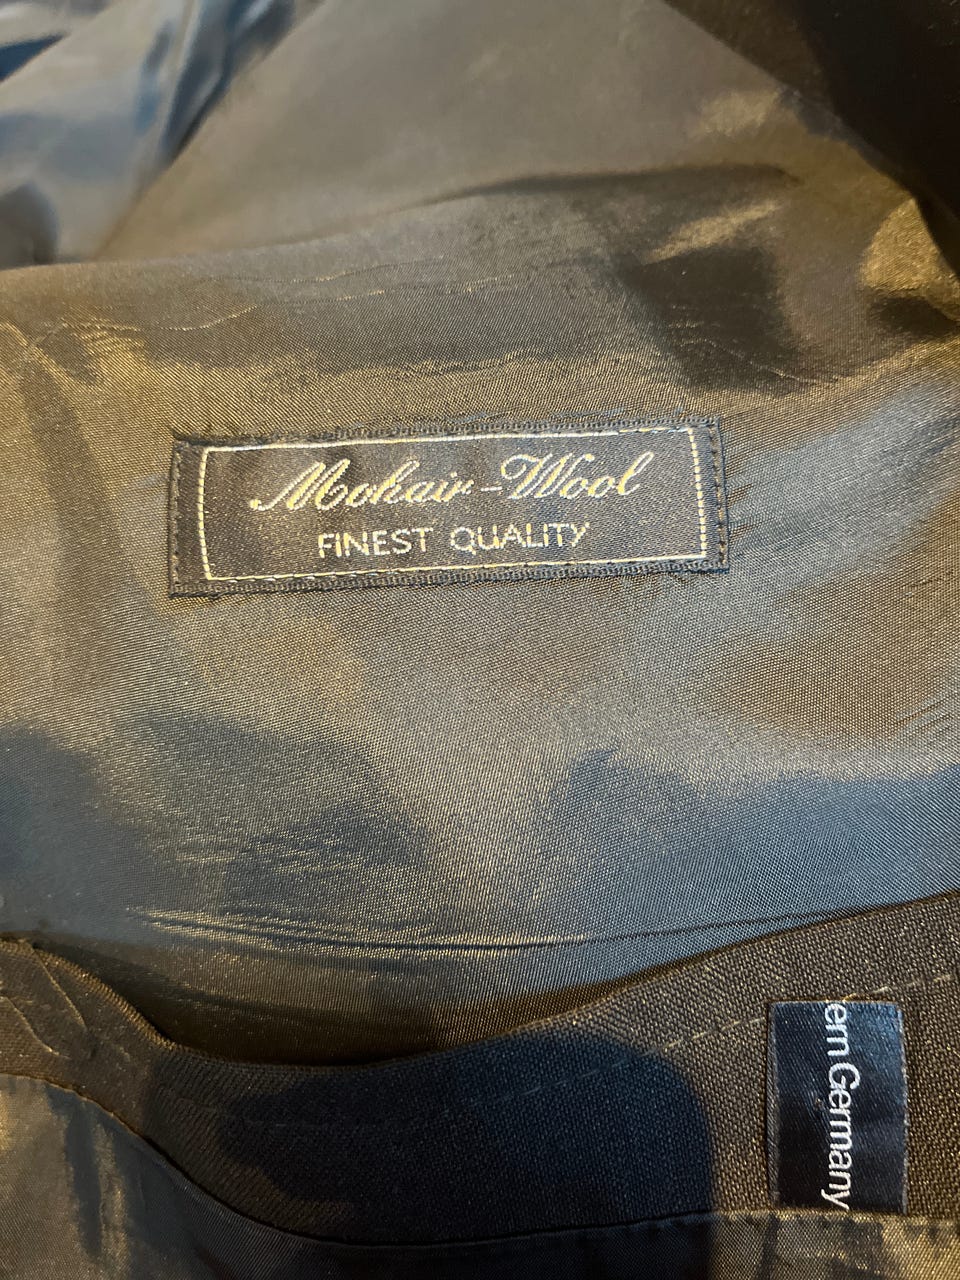 Mohair-Wool
FINEST QUALITY
ern Germany